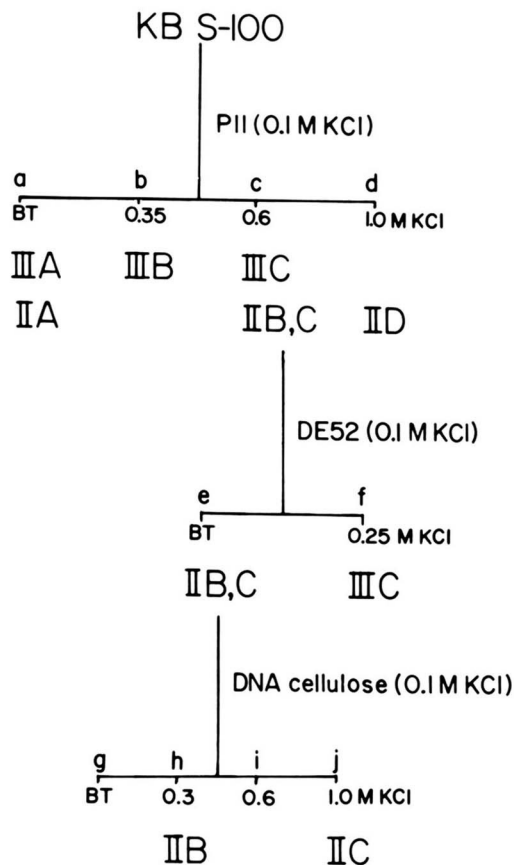 KB S-100
P11 (0.1 M KCl)
a b c d
BT 0.35 0.6 1.0 M KCl
IIIA IIIB IIIC
IIA IIB,C IID
DE52 (0.1 M KCl)
e f
BT 0.25 M KCl
IIB,C IIIC
DNA cellulose (0.1 M KCl)
g h i j
BT 0.3 0.6 1.0 M KCl
IIB IIC